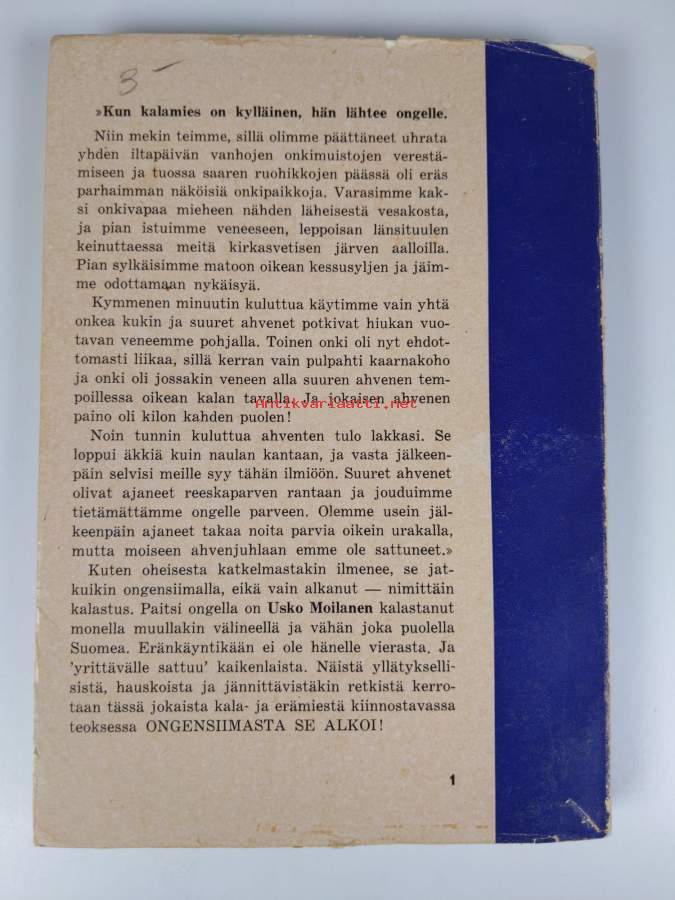 3-
»Kun kalamies on kylläinen, hän lähtee ongelle.
Niin mekin teimme, sillä olimme päättäneet uhrata
yhden iltapäivän vanhojen onkimuistojen verestä-
miseen ja tuossa saaren ruohikkojen päässä oli eräs
parhaimman näköisiä onkipaikkoja. Varasimme kak-
si onkivapaa mieheen nähden läheisestä vesakosta,
ja pian istuimme veneeseen, leppoisan länsituulen
keinuttaessa meitä kirkasvetisen järven aalloilla.
Pian sylkäisimme matoon oikean kessusyljen ja jäim-
me odottamaan nykäisyä.
Kymmenen minuutin kuluttua käytimme vain yhtä
onkea kukin ja suuret ahvenet potkivat hiukan vuo-
tavan veneemme pohjalla. Toinen onki oli nyt ehdot-
tomasti liikaa, sillä kerran vain pulpahti kaarnakoho
ja onki oli jossakin veneen alla suuren ahvenen tem-
poillessa oikean kalan tavalla. Ja jokaisen ahvenen
Antikvariaatti.net
paino oli kilon kahden puolen!
Noin tunnin kuluttua ahventen tulo lakkasi. Se
loppui äkkiä kuin naulan kantaan, ja vasta jälkeen-
päin selvisi meille syy tähän ilmiöön. Suuret ahvenet
olivat ajaneet reeskaparven rantaan ja jouduimme
tietämättämme ongelle parveen. Olemme usein jäl-
keenpäin ajaneet takaa noita parvia oikein urakalla,
mutta moiseen ahvenjuhlaan emme ole sattuneet.»
Kuten oheisesta katkelmastakin ilmenee, se jat-
kuikin ongensiimalla, eikä vain alkanut — nimittäin
kalastus. Paitsi ongella on Usko Moilanen kalastanut
monella muullakin välineellä ja vähän joka puolella
Suomea. Eränkäyntikään ei ole hänelle vierasta. Ja
'yrittävälle sattuu' kaikenlaista. Näistä yllätykselli-
sistä, hauskoista ja jännittävistäkin retkistä kerro-
taan tässä jokaista kala- ja erämiestä kiinnostavassa
teoksessa ONGENSIIMASTA SE ALKOI!
1